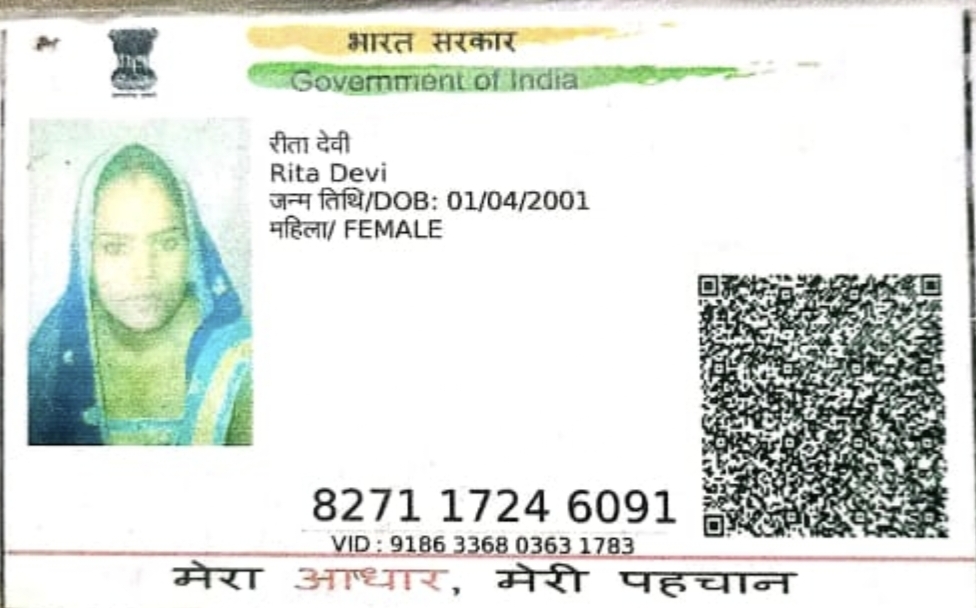 भारत सरकार
Government of India
रीता देवी
Rita Devi
जन्म तिथि/DOB: 01/04/2001
महिला/ FEMALE
8271 1724 6091
VID : 9186 3368 0363 1783
मेरा आधार, मेरी पहचान